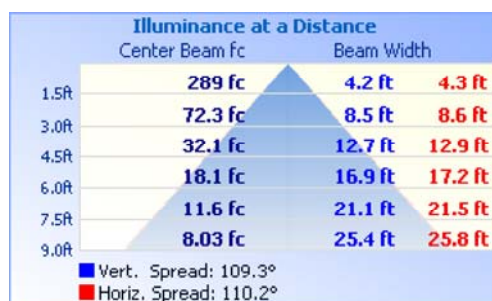 Illuminance at a Distance
Center Beam fc Beam Width
1.5ft 289 fc 4.2 ft 4.3 ft
3.0ft 72.3 fc 8.5 ft 8.6 ft
4.5ft 32.1 fc 12.7 ft 12.9 ft
6.0ft 18.1 fc 16.9 ft 17.2 ft
7.5ft 11.6 fc 21.1 ft 21.5 ft
9.0ft 8.03 fc 25.4 ft 25.8 ft
Vert. Spread: 109.3°
Horiz. Spread: 110.2°